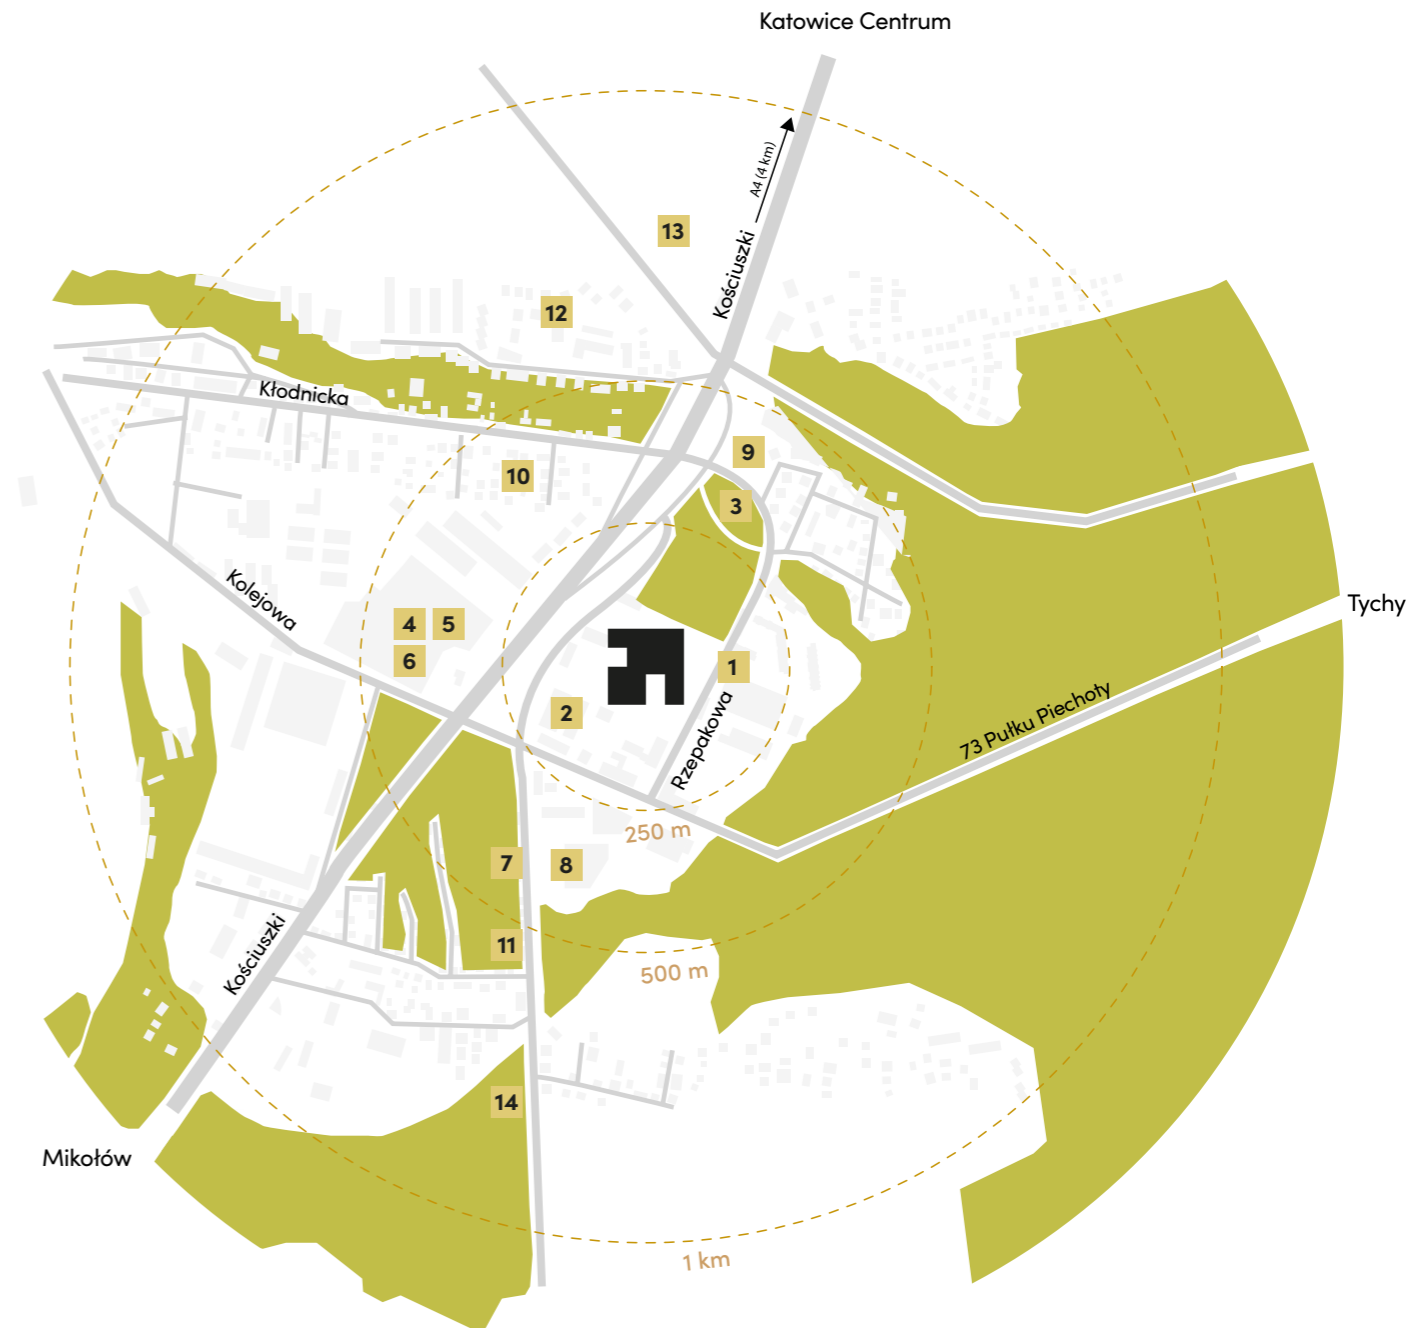 Katowice Centrum
A4 (4 km)
Kościuszki
13
12
Kłodnicka
9
10
3
Kolejowa
4
5
6
Tychy
1
2
Rzepakowa
73 Pułku Piechoty
250 m
7
8
Kościuszki
11
500 m
14
Mikołów
1 km